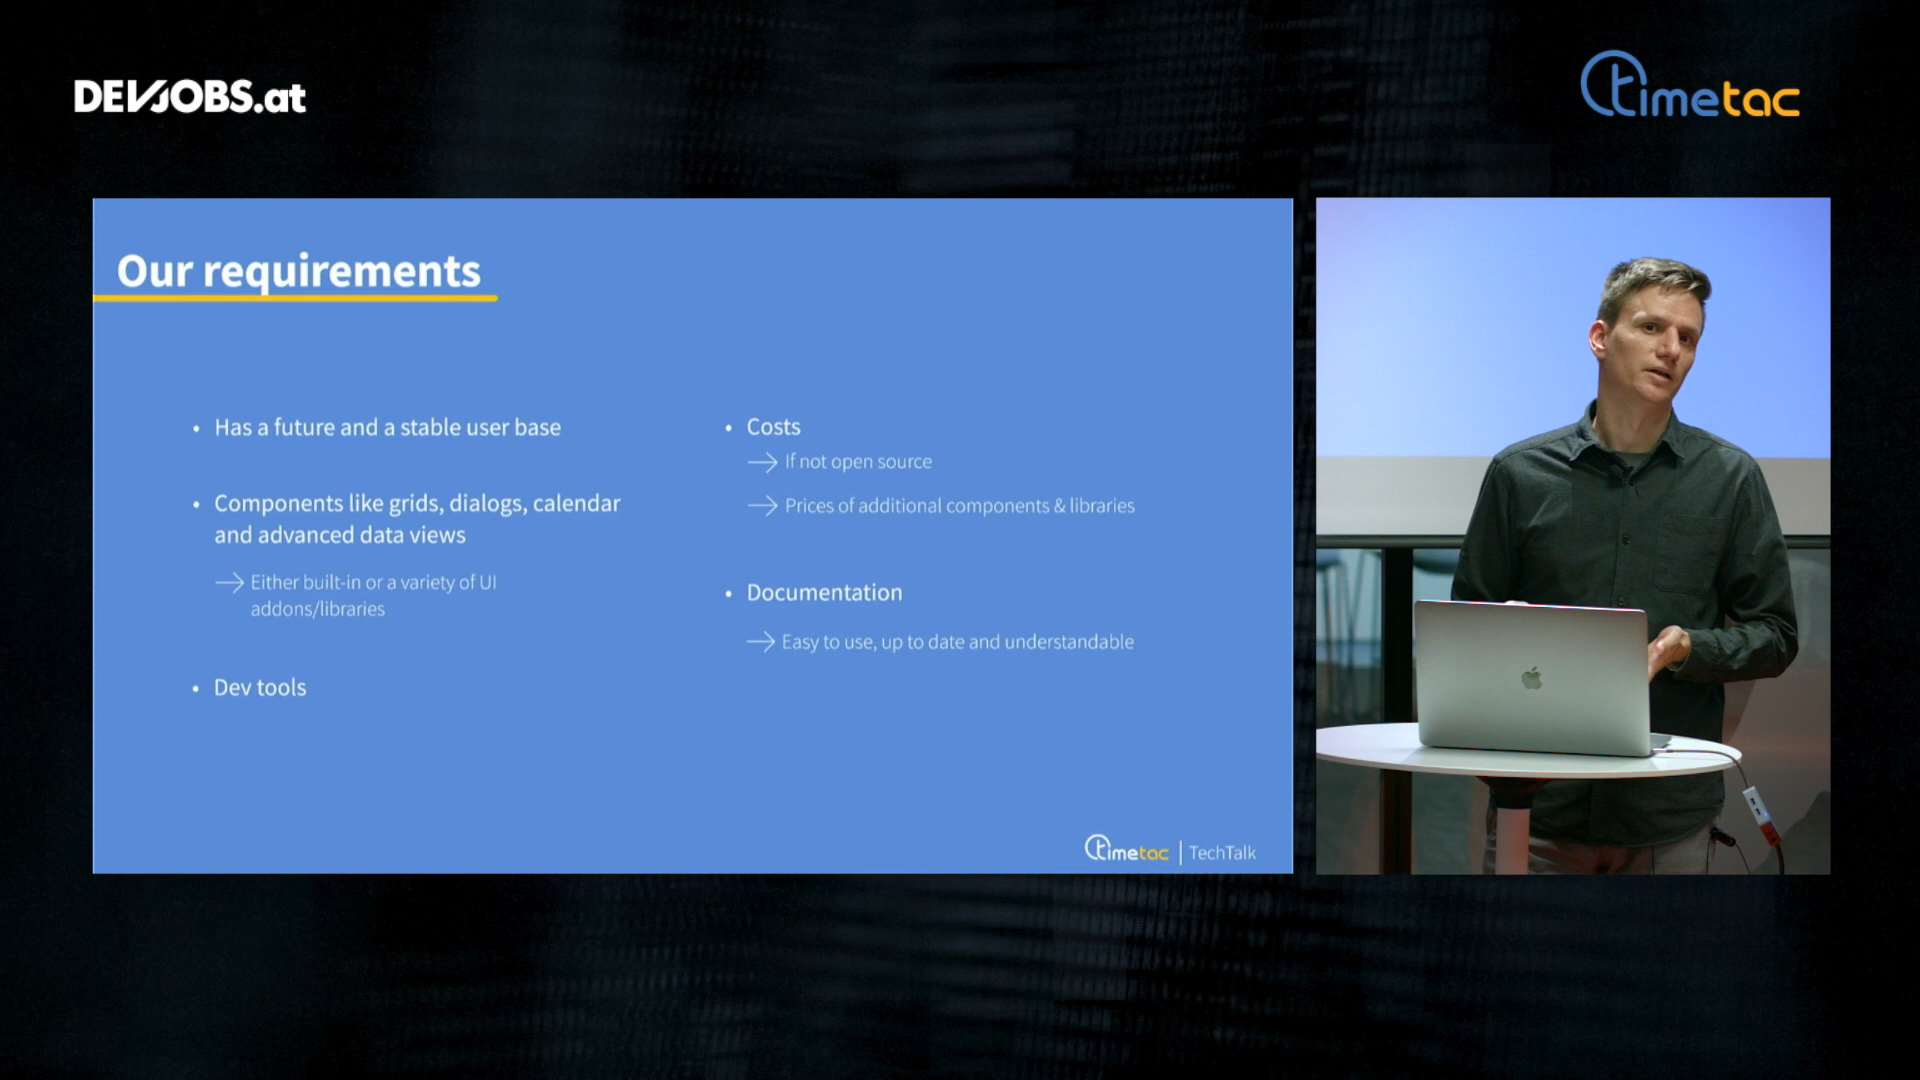 DEVJOBS.at
timetac
Our requirements
• Has a future and a stable user base
• Components like grids, dialogs, calendar
and advanced data views
→ Either built-in or a variety of UI
addons/libraries
• Dev tools
• Costs
→ If not open source
→ Prices of additional components & libraries
• Documentation
→ Easy to use, up to date and understandable
timetac | TechTalk